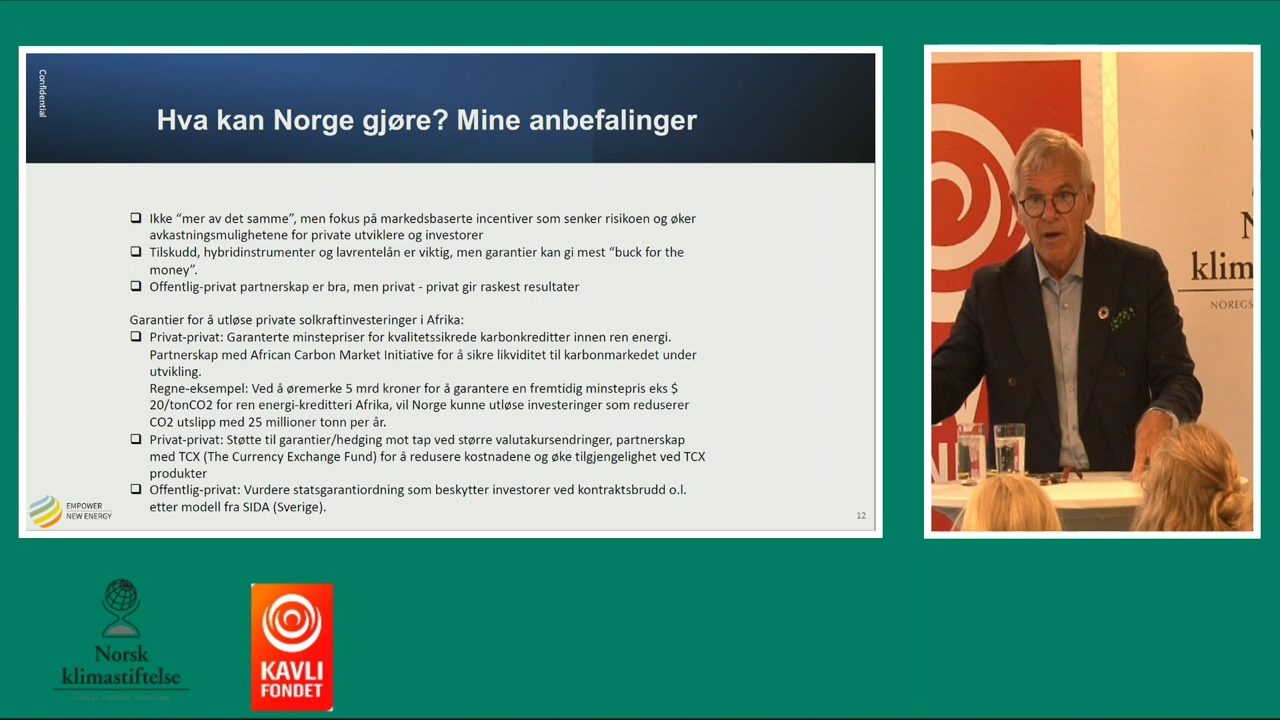 Confidential
Hva kan Norge gjøre? Mine anbefalinger
Ikke “mer av det samme”, men fokus på markedsbaserte incentiver som senker risikoen og øker
avkastningsmulighetene for private utviklere og investorer
Tilskudd, hybridinstrumenter og lavrentelån er viktig, men garantier kan gi mest “buck for the
money”.
Offentlig-privat partnerskap er bra, men privat - privat gir raskest resultater
Garantier for å utløse private solkraftinvesteringer i Afrika:
Privat-privat: Garanterte minstepriser for kvalitetssikrede karbonkreditter innen ren energi.
Partnerskap med African Carbon Market Initiative for å sikre likviditet til karbonmarkedet under
utvikling.
Regne-eksempel: Ved å øremerke 5 mrd kroner for å garantere en fremtidig minstepris eks $
20/tonCO2 for ren energi-kreditteri Afrika, vil Norge kunne utløse investeringer som reduserer
CO2 utslipp med 25 millioner tonn per år.
Privat-privat: Støtte til garantier/hedging mot tap ved større valutakursendringer, partnerskap
med TCX (The Currency Exchange Fund) for å redusere kostnadene og øke tilgjengelighet ved TCX
produkter
Offentlig-privat: Vurdere statsgarantiordning som beskytter investorer ved kontraktsbrudd o.l.
etter modell fra SIDA (Sverige).
EMPOWER
NEW ENERGY
12
N
klim
NOREGS
Norsk
klimastiftelse
KAVLI
FONDET